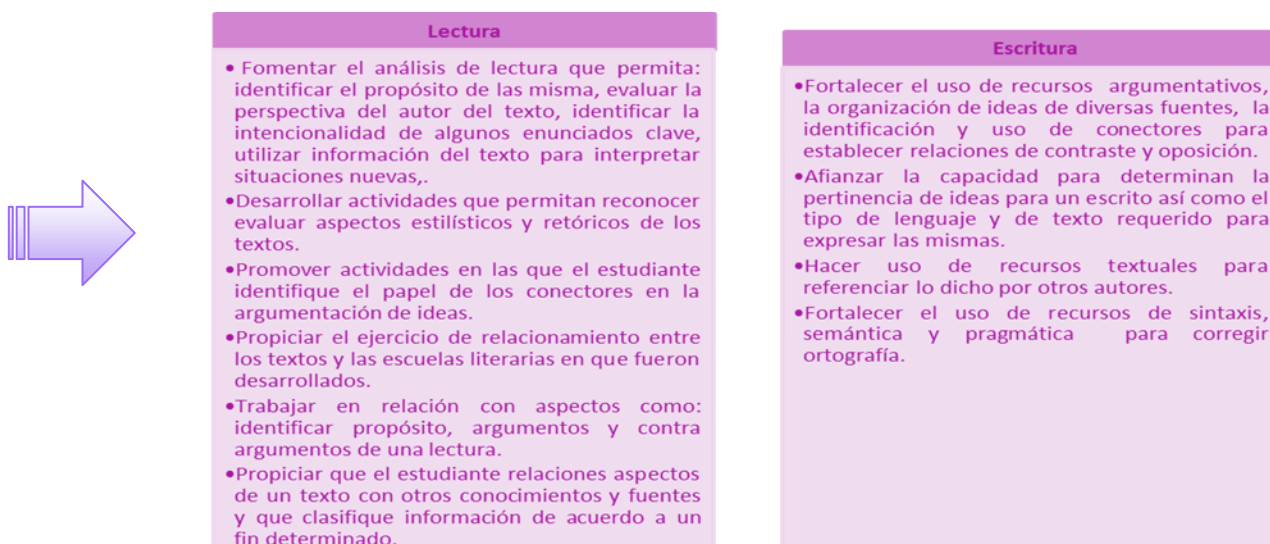 Lectura
• Fomentar el análisis de lectura que permita:
identificar el propósito de las misma, evaluar la
perspectiva del autor del texto, identificar la
intencionalidad de algunos enunciados clave,
utilizar información del texto para interpretar
situaciones nuevas,.
•Desarrollar actividades que permitan reconocer
evaluar aspectos estilísticos y retóricos de los
textos.
•Promover actividades en las que el estudiante
identifique el papel de los conectores en la
argumentación de ideas.
•Propiciar el ejercicio de relacionamiento entre
los textos y las escuelas literarias en que fueron
desarrollados.
•Trabajar en relación con aspectos como:
identificar propósito, argumentos y contra
argumentos de una lectura.
•Propiciar que el estudiante relaciones aspectos
de un texto con otros conocimientos y fuentes
y que clasifique información de acuerdo a un
fin determinado.
Escritura
•Fortalecer el uso de recursos argumentativos,
la organización de ideas de diversas fuentes, la
identificación y uso de conectores para
establecer relaciones de contraste y oposición.
•Afianzar la capacidad para determinan la
pertinencia de ideas para un escrito así como el
tipo de lenguaje y de texto requerido para
expresar las mismas.
•Hacer uso de recursos textuales para
referenciar lo dicho por otros autores.
•Fortalecer el uso de recursos de sintaxis,
semántica y pragmática para corregir
ortografía.